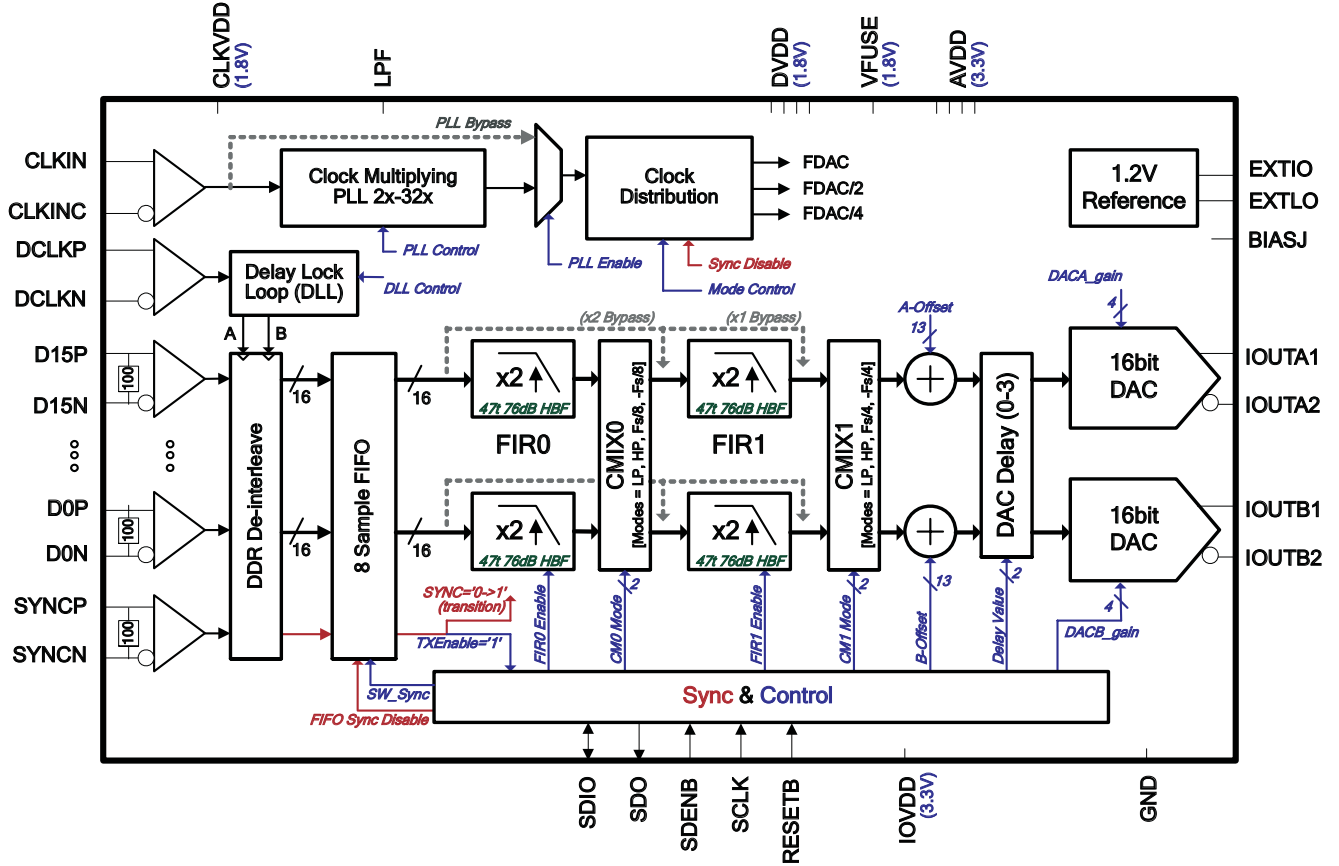 CLKVDD
(1.8V)
LPF
DVDD
(1.8V)
VFUSE
(1.8V)
AVDD
(3.3V)
CLKIN
CLKINC
DCLKP
DCLKN
D15P
D15N
D0P
D0N
SYNCP
SYNCN
100
100
100
PLL Bypass
Clock Multiplying
PLL 2x-32x
PLL Control
PLL Enable
Clock
Distribution
FDAC
FDAC/2
FDAC/4
Sync Disable
Mode Control
1.2V
Reference
EXTIO
EXTLO
BIASJ
Delay Lock
Loop (DLL)
DLL Control
A
B
DDR De-interleave
16
16
8 Sample FIFO
16
16
(x2 Bypass)
(x1 Bypass)
x2
47t 76dB HBF
FIR0
x2
47t 76dB HBF
CMIX0
[Modes = LP, HP, Fs/8, -Fs/8]
x2
47t 76dB HBF
FIR1
x2
47t 76dB HBF
CMIX1
[Modes = LP, HP, Fs/4, -Fs/4]
A-Offset
13
DAC Delay (0-3)
DACA_gain
4
16bit
DAC
IOUTA1
IOUTA2
16bit
DAC
IOUTB1
IOUTB2
SYNC='0->1'
(transition)
TXEnable='1'
SW_Sync
FIFO Sync Disable
FIR0 Enable
CM0 Mode
2
FIR1 Enable
CM1 Mode
2
B-Offset
13
Delay Value
2
DACB_gain
4
Sync & Control
SDIO
SDO
SDENB
SCLK
RESETB
IOVDD
(3.3V)
GND